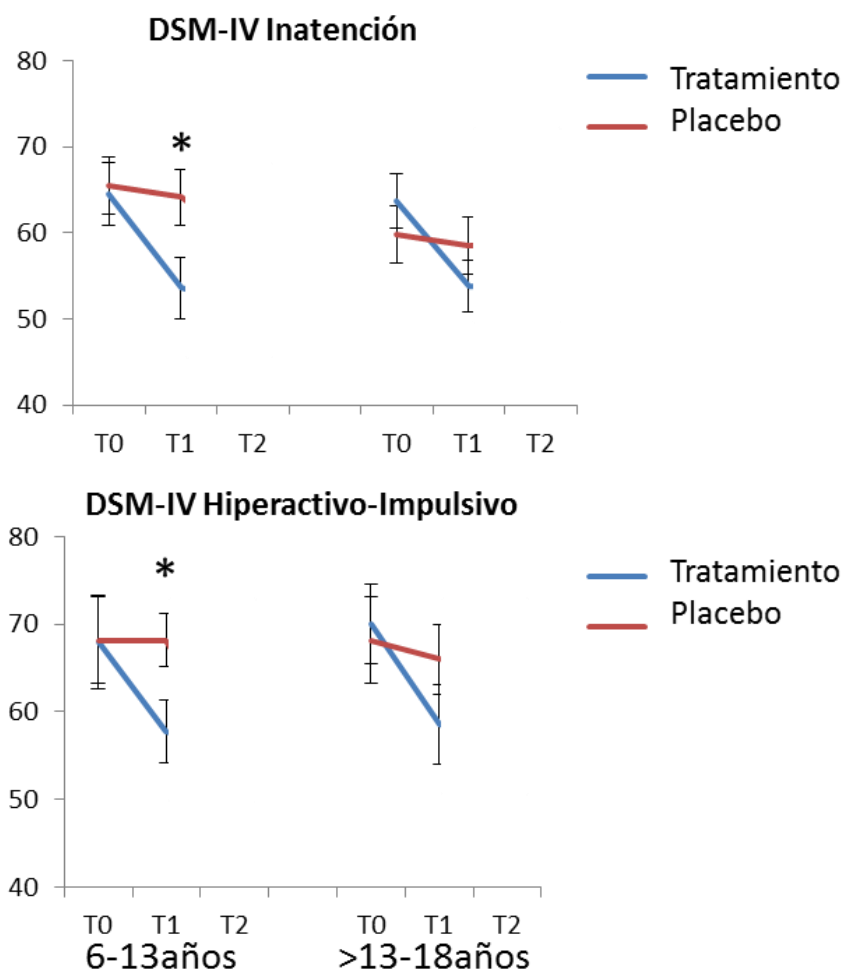 DSM-IV Inatención
80
70
60
50
40
*
Tratamiento
Placebo
T0 T1 T2 T0 T1 T2
DSM-IV Hiperactivo-Impulsivo
80
70
60
50
40
*
Tratamiento
Placebo
T0 T1 T2 T0 T1 T2
6-13años >13-18años